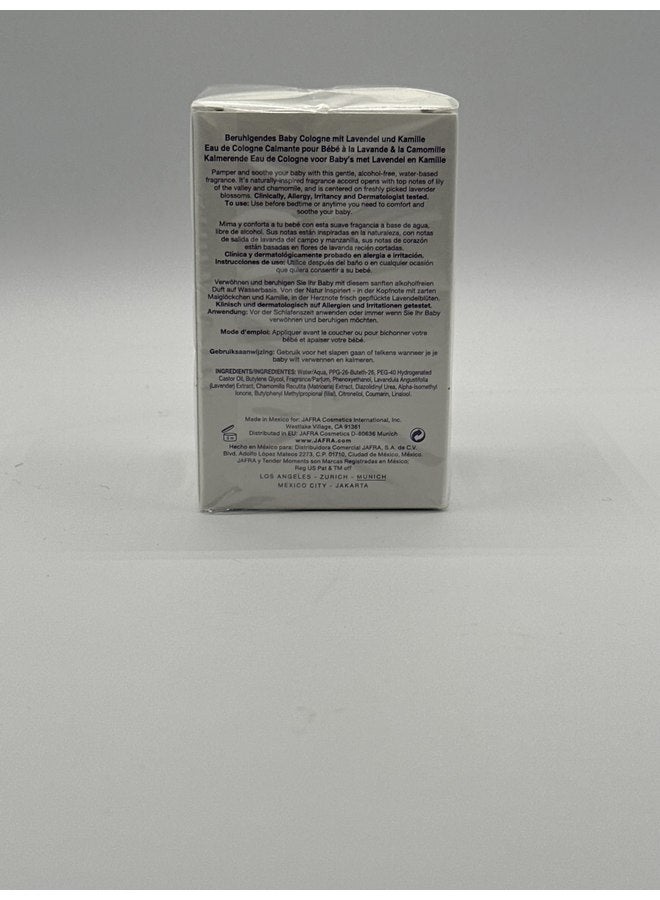 Beruhigendes Baby Cologne mit Lavendel und Kamille
Eau de Cologne Calmante pour Bébé à la Lavande & la Camomille
Kalmerende Eau de Cologne voor Baby's met Lavendel en Kamille
Pamper and soothe your baby with this gentle, alcohol-free, water-based
fragrance. It's naturally-inspired fragrance accord opens with top notes of lily
of the valley and chamomile, and is centered on freshly picked lavender
blossoms. Clinically, Allergy, Irritancy and Dermatologist tested.
To use: Use before bedtime or anytime you need to comfort and
soothe your baby.
Mima y conforta a tu bebé con esta suave fragancia a base de agua,
libre de alcohol. Sus notas están inspiradas en la naturaleza, con notas
de salida de lavanda del campo y manzanilla, sus notas de corazón
están basadas en flores de lavanda recién cortadas.
Clínica y dermatológicamente probado en alergia e irritación.
Instrucciones de uso: Utilice después del baño o en cualquier ocasión
que quiera consentir a su bebé.
Verwöhnen und beruhigen Sie Ihr Baby mit diesem sanften alkoholfreien
Duft auf Wasserbasis. Von der Natur inspiriert - in der Kopfnote mit zarten
Maiglöckchen und Kamille, in der Herznote frisch gepflückte Lavendelblüten.
Klinisch und dermatologisch auf Allergien und Irritationen getestet.
Anwendung: Vor der Schlafenszeit anwenden oder immer wenn Sie Ihr Baby
verwöhnen und beruhigen möchten.
Mode d'emploi: Appliquer avant le coucher ou pour bichonner votre
bébé et apaiser votre bébé.
Gebruiksaanwijzing: Gebruik voor het slapen gaan of telkens wanneer je je
baby wilt verwennen en kalmeren.
INGREDIENTS/INGREDIENTES: Water/Aqua, PPG-26-Buteth-26, PEG-40 Hydrogenated
Castor Oil, Butylene Glycol, Fragrance/Parfum, Phenoxyethanol, Lavandula Angustifolia
(Lavender) Extract, Chamomilla Recutita (Matricaria) Extract, Diazolidinyl Urea, Alpha-Isomethyl
Ionone, Butylphenyl Methylpropional (lilial), Citronellol, Coumarin, Linalool.
Made in Mexico for: JAFRA Cosmetics International, Inc.
Westlake Village, CA 91361
Distributed in EU: JAFRA Cosmetics D-80636 Munich
www.JAFRA.com
Hecho en México para: Distribuidora Comercial JAFRA, S.A. de C.V.
Blvd. Adolfo López Mateos 2273, C.P. 01710, Ciudad de México, México.
JAFRA y Tender Moments son Marcas Registradas en México;
Reg US Pat & TM off
LOS ANGELES - ZURICH - MUNICH
MEXICO CITY - JAKARTA